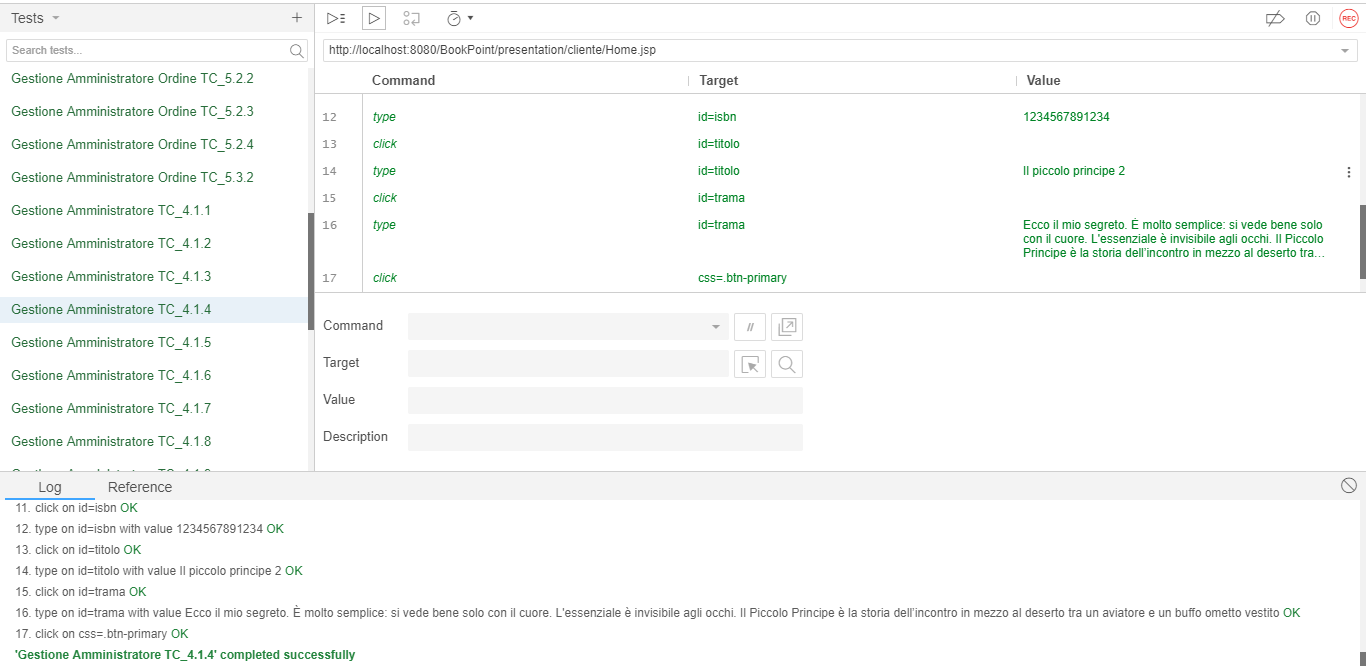 Tests
Search tests...
Gestione Amministratore Ordine TC_5.2.2
Gestione Amministratore Ordine TC_5.2.3
Gestione Amministratore Ordine TC_5.2.4
Gestione Amministratore Ordine TC_5.3.2
Gestione Amministratore TC_4.1.1
Gestione Amministratore TC_4.1.2
Gestione Amministratore TC_4.1.3
Gestione Amministratore TC_4.1.4
Gestione Amministratore TC_4.1.5
Gestione Amministratore TC_4.1.6
Gestione Amministratore TC_4.1.7
Gestione Amministratore TC_4.1.8
REC
http://localhost:8080/BookPoint/presentation/cliente/Home.jsp
Command Target Value
12 type id=isbn 1234567891234
13 click id=titolo
14 type id=titolo Il piccolo principe 2
15 click id=trama
16 type id=trama Ecco il mio segreto. È molto semplice: si vede bene solo
con il cuore. L'essenziale è invisibile agli occhi. Il Piccolo
Principe è la storia dell'incontro in mezzo al deserto tra...
17 click css=.btn-primary
Command //
Target
Value
Description
Log Reference
11. click on id=isbn OK
12. type on id=isbn with value 1234567891234 OK
13. click on id=titolo OK
14. type on id=titolo with value Il piccolo principe 2 OK
15. click on id=trama OK
16. type on id=trama with value Ecco il mio segreto. È molto semplice: si vede bene solo con il cuore. L'essenziale è invisibile agli occhi. Il Piccolo Principe è la storia dell'incontro in mezzo al deserto tra un aviatore e un buffo ometto vestito OK
17. click on css=.btn-primary OK
'Gestione Amministratore TC_4.1.4' completed successfully